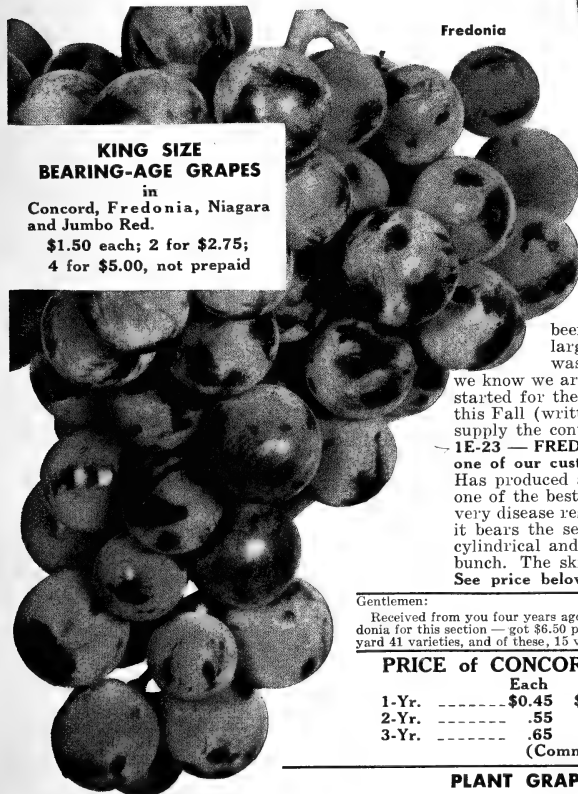 Fredonia
KING SIZE
BEARING-AGE GRAPES
in
Concord, Fredonia, Niagara
and Jumbo Red.
$1.50 each; 2 for $2.75;
4 for $5.00, not prepaid
larg
was
we know we ar
started for the
this Fall (writ
supply the con
1E-23 — FRED
one of our cust
Has produced
one of the best
very disease re
it bears the se
cylindrical and
bunch. The sk
See price below
Gentlemen:
Received from you four years ago
donia for this section — got $6.50 p
yard 41 varieties, and of these, 15 v
PRICE of CONCOR
Each
1-Yr. ------- $0.45 $
2-Yr. ------- .55
3-Yr. ------- .65
(Comm
PLANT GRAP